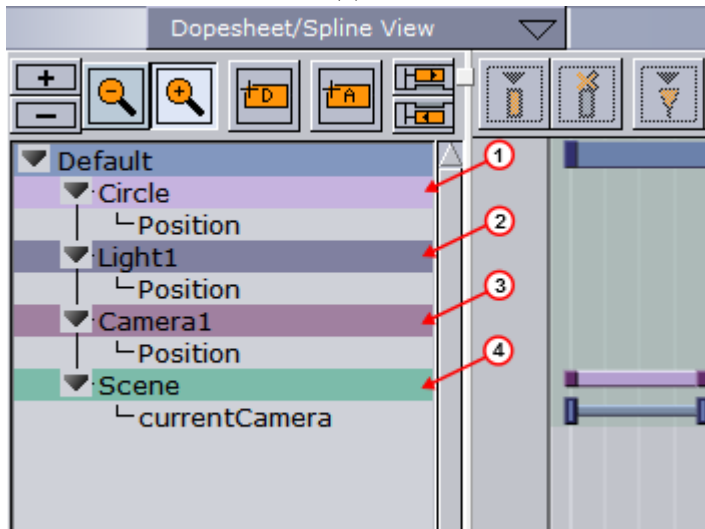 Dopesheet/Spline View
+
D
A
−
Default
1
Circle
Position
2
Light1
Position
3
Camera1
Position
4
Scene
currentCamera